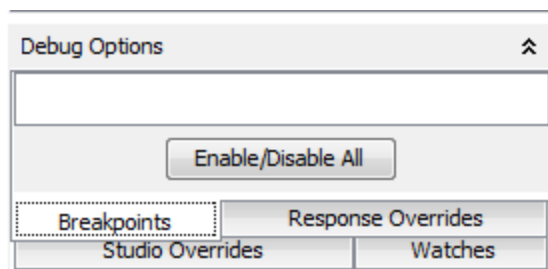 Debug Options
Enable/Disable All
Breakpoints Response Overrides
Studio Overrides Watches